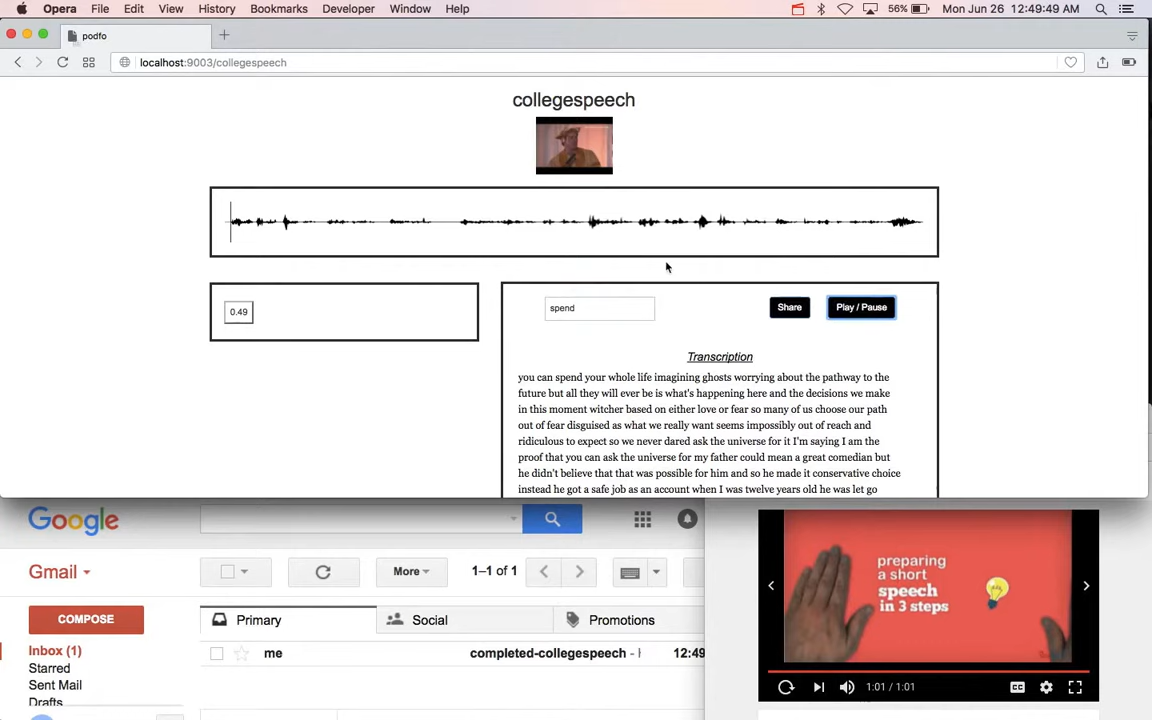 Opera File Edit View History Bookmarks Developer Window Help 56% Mon Jun 26 12:49:49 AM
podfo
localhost:9003/collegespeech
collegespeech
0.49
spend Share Play / Pause
Transcription
you can spend your whole life imagining ghosts worrying about the pathway to the
future but all they will ever be is what's happening here and the decisions we make
in this moment witcher based on either love or fear so many of us choose our path
out of fear disguised as what we really want seems impossibly out of reach and
ridiculous to expect so we never dared ask the universe for it I'm saying I am the
proof that you can ask the universe for my father could mean a great comedian but
he didn't believe that that was possible for him and so he made it conservative choice
instead he got a safe job as an account when I was twelve years old he was let go
Google
Gmail More 1–1 of 1
COMPOSE
Primary Social Promotions
Inbox (1)
Starred
Sent Mail
Drafts
me completed-collegespeech - 12:49
preparing
a short
speech
in 3 steps
1:01 / 1:01
CC